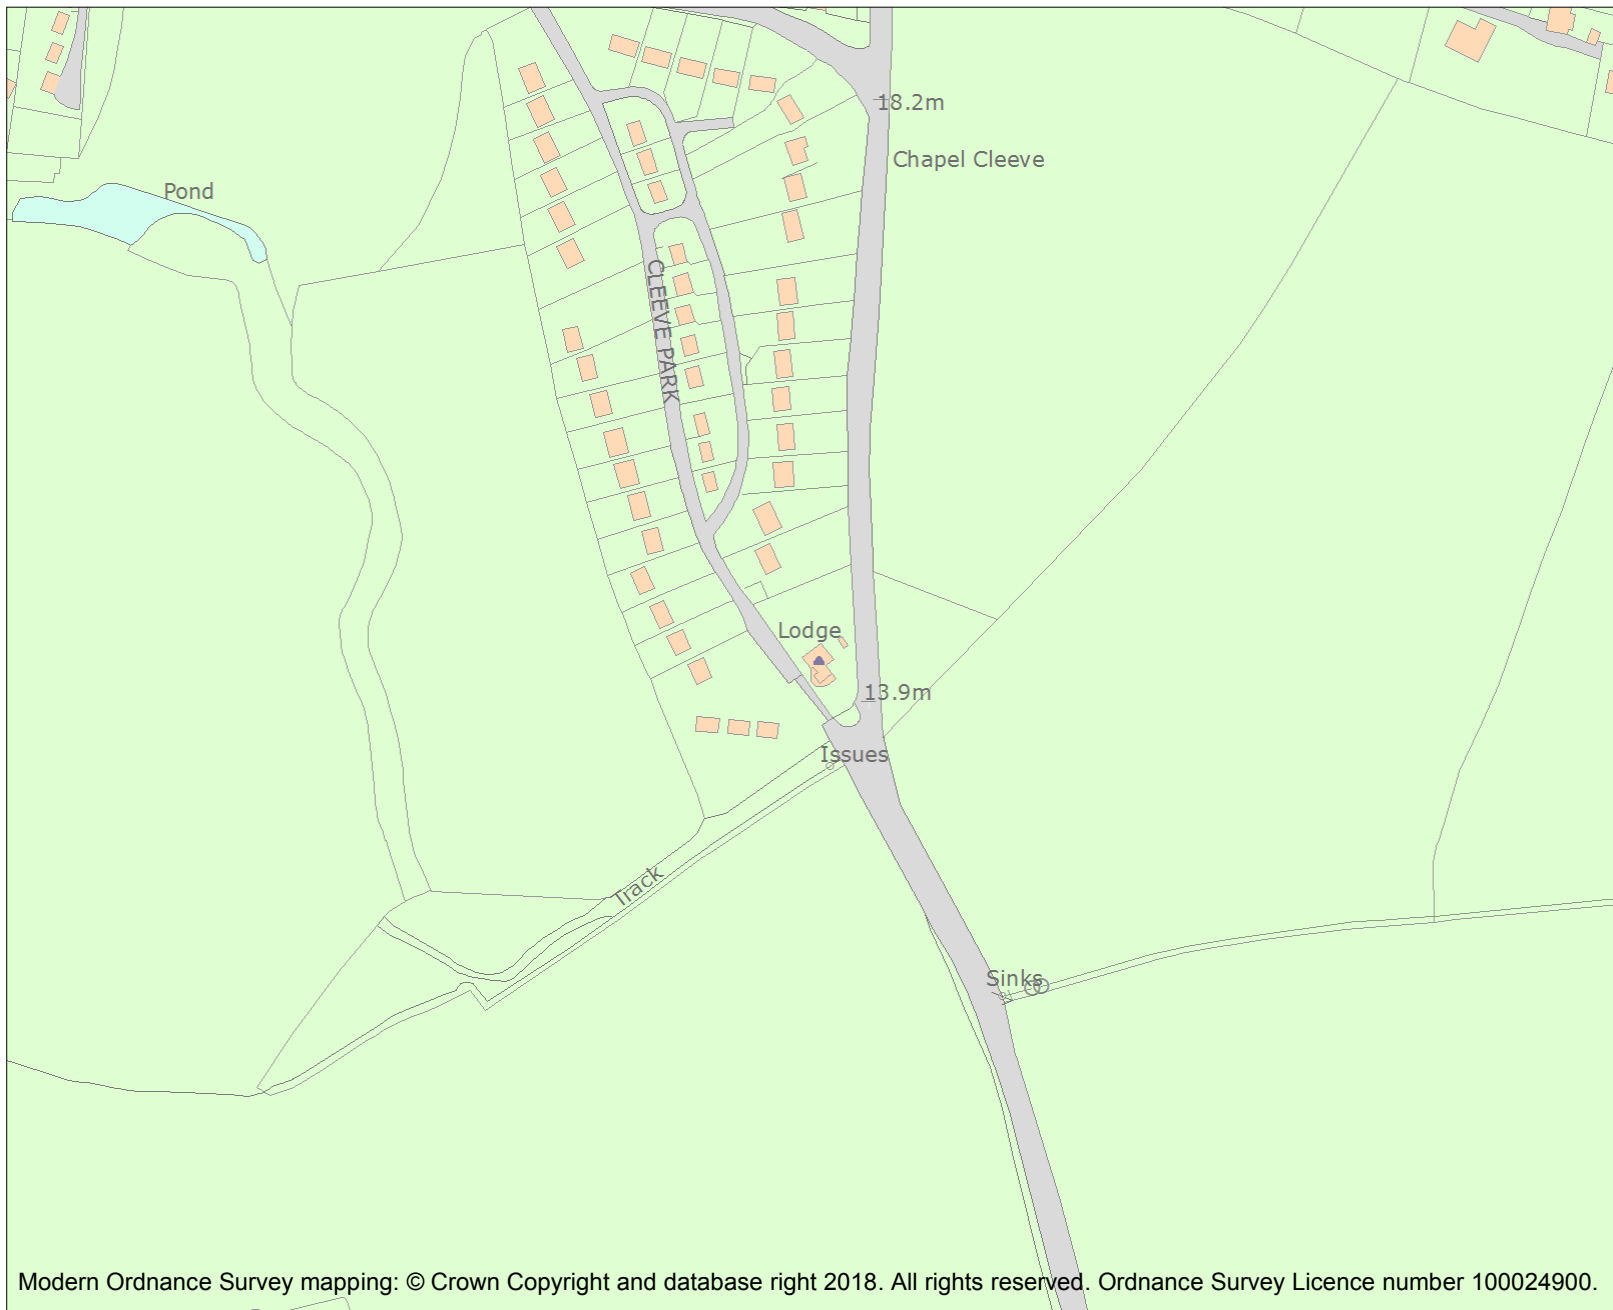 18.2m
Chapel Cleeve
Pond
CLEEVE PARK
Lodge
13.9m
Issues
Track
Sinks
Modern Ordnance Survey mapping: © Crown Copyright and database right 2018. All rights reserved. Ordnance Survey Licence number 100024900.